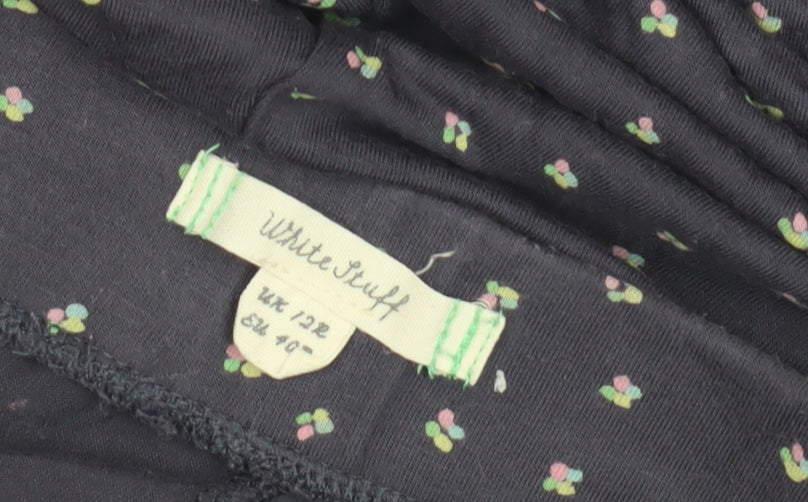 White Stuff
UK 12R
EU 40